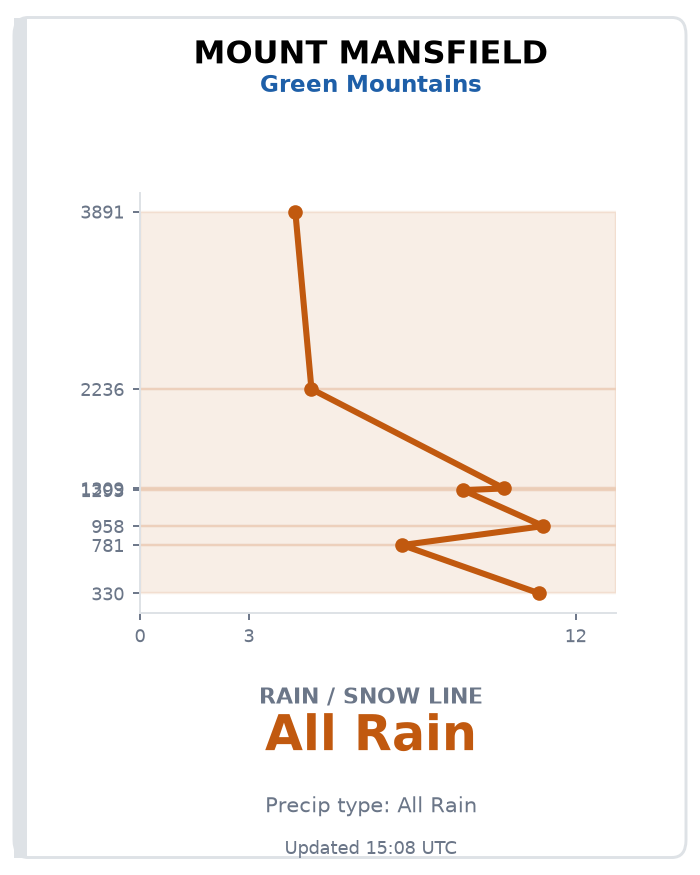 MOUNT MANSFIELD
Green Mountains
3891
2236
958
781
330
0 3 12
RAIN / SNOW LINE
All Rain
Precip type: All Rain
Updated 15:08 UTC